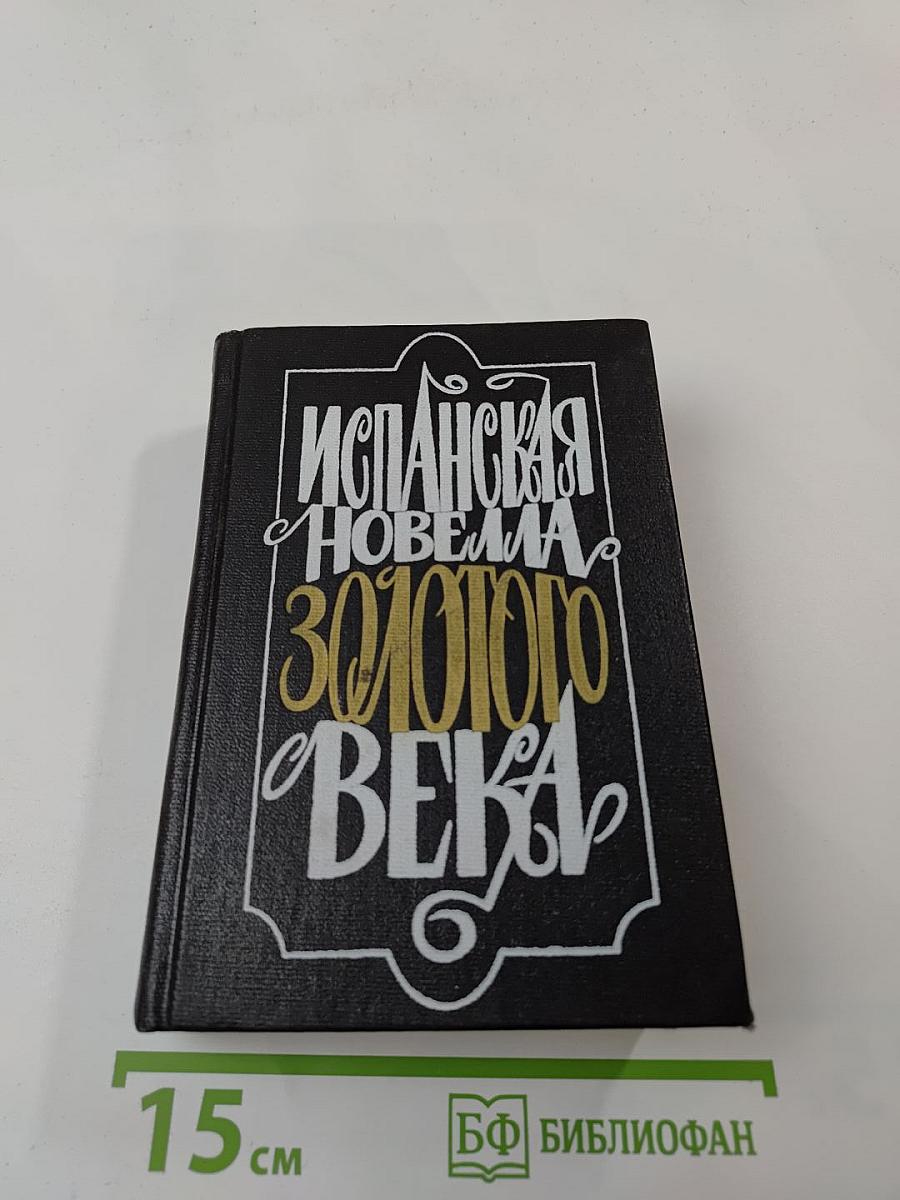 ИСПАНСКАЯ
НОВЕЛЛА
ЗОЛОТОГО
ВЕКА
15 см
БФ БИБЛИОФАН